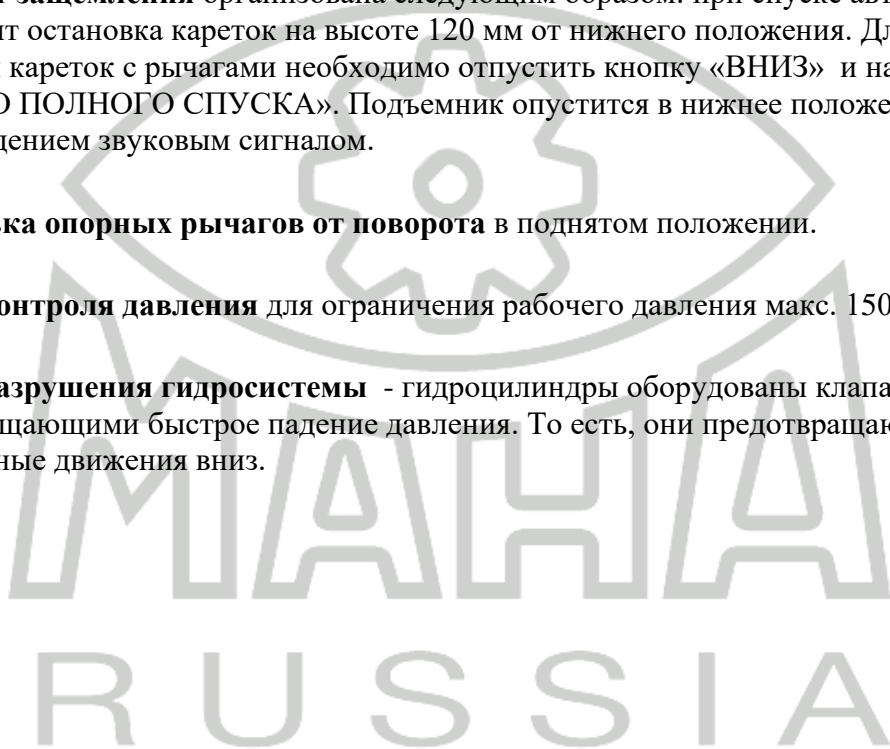 защемления организована следующим образом: при спуске авт
ит остановка кареток на высоте 120 мм от нижнего положения. Дл
и кареток с рычагами необходимо отпустить кнопку «ВНИЗ» и на
О ПОЛНОГО СПУСКА». Подъемник опустится в нижнее положе
дением звуковым сигналом.
вка опорных рычагов от поворота в поднятом положении.
онтроля давления для ограничения рабочего давления макс. 150
азрушения гидросистемы - гидроцилиндры оборудованы клапа
щающими быстрое падение давления. То есть, они предотвращаю
ные движения вниз.
MAHA
RUSSIA